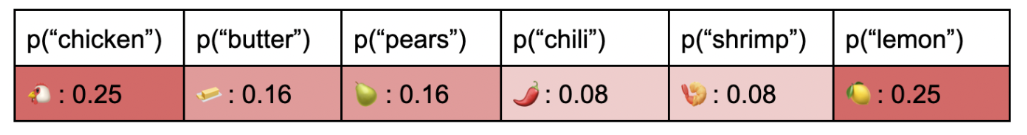 p(“chicken”) p(“butter”) p(“pears”) p(“chili”) p(“shrimp”) p(“lemon”)
🐔 : 0.25 🧈 : 0.16 🍐 : 0.16 🌶️ : 0.08 🍤 : 0.08 🍋 : 0.25